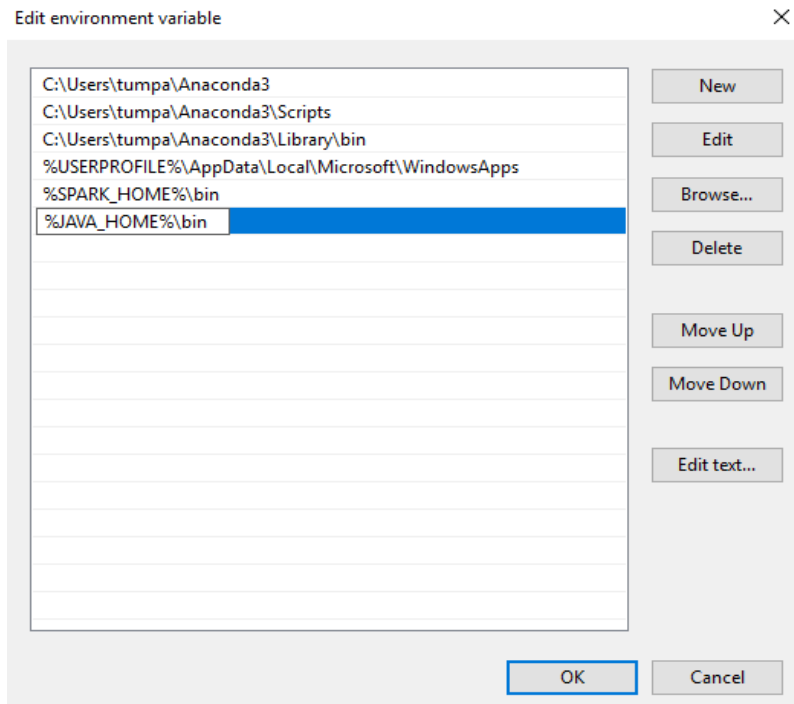 Edit environment variable
C:\Users\tumpa\Anaconda3
C:\Users\tumpa\Anaconda3\Scripts
C:\Users\tumpa\Anaconda3\Library\bin
%USERPROFILE%\AppData\Local\Microsoft\WindowsApps
%SPARK_HOME%\bin
%JAVA_HOME%\bin
New
Edit
Browse...
Delete
Move Up
Move Down
Edit text...
OK
Cancel